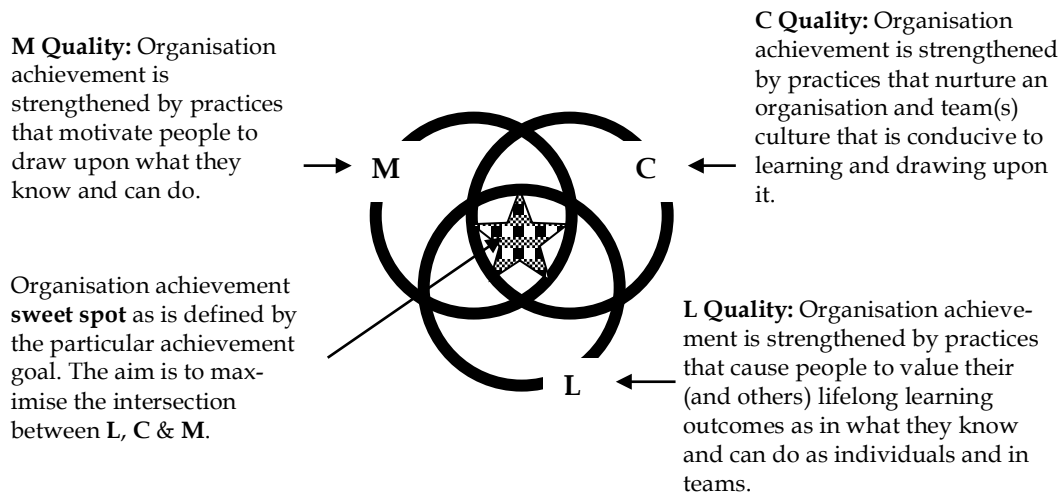 M Quality: Organisation
achievement is
strengthened by practices
that motivate people to
draw upon what they
know and can do.
C Quality: Organisation
achievement is strengthened
by practices that nurture an
organisation and team(s)
culture that is conducive to
learning and drawing upon
it.
M
C
Organisation achievement
sweet spot as is defined by
the particular achievement
goal. The aim is to max-
imise the intersection
between L, C & M.
L
L Quality: Organisation achieve-
ment is strengthened by practices
that cause people to value their
(and others) lifelong learning
outcomes as in what they know
and can do as individuals and in
teams.